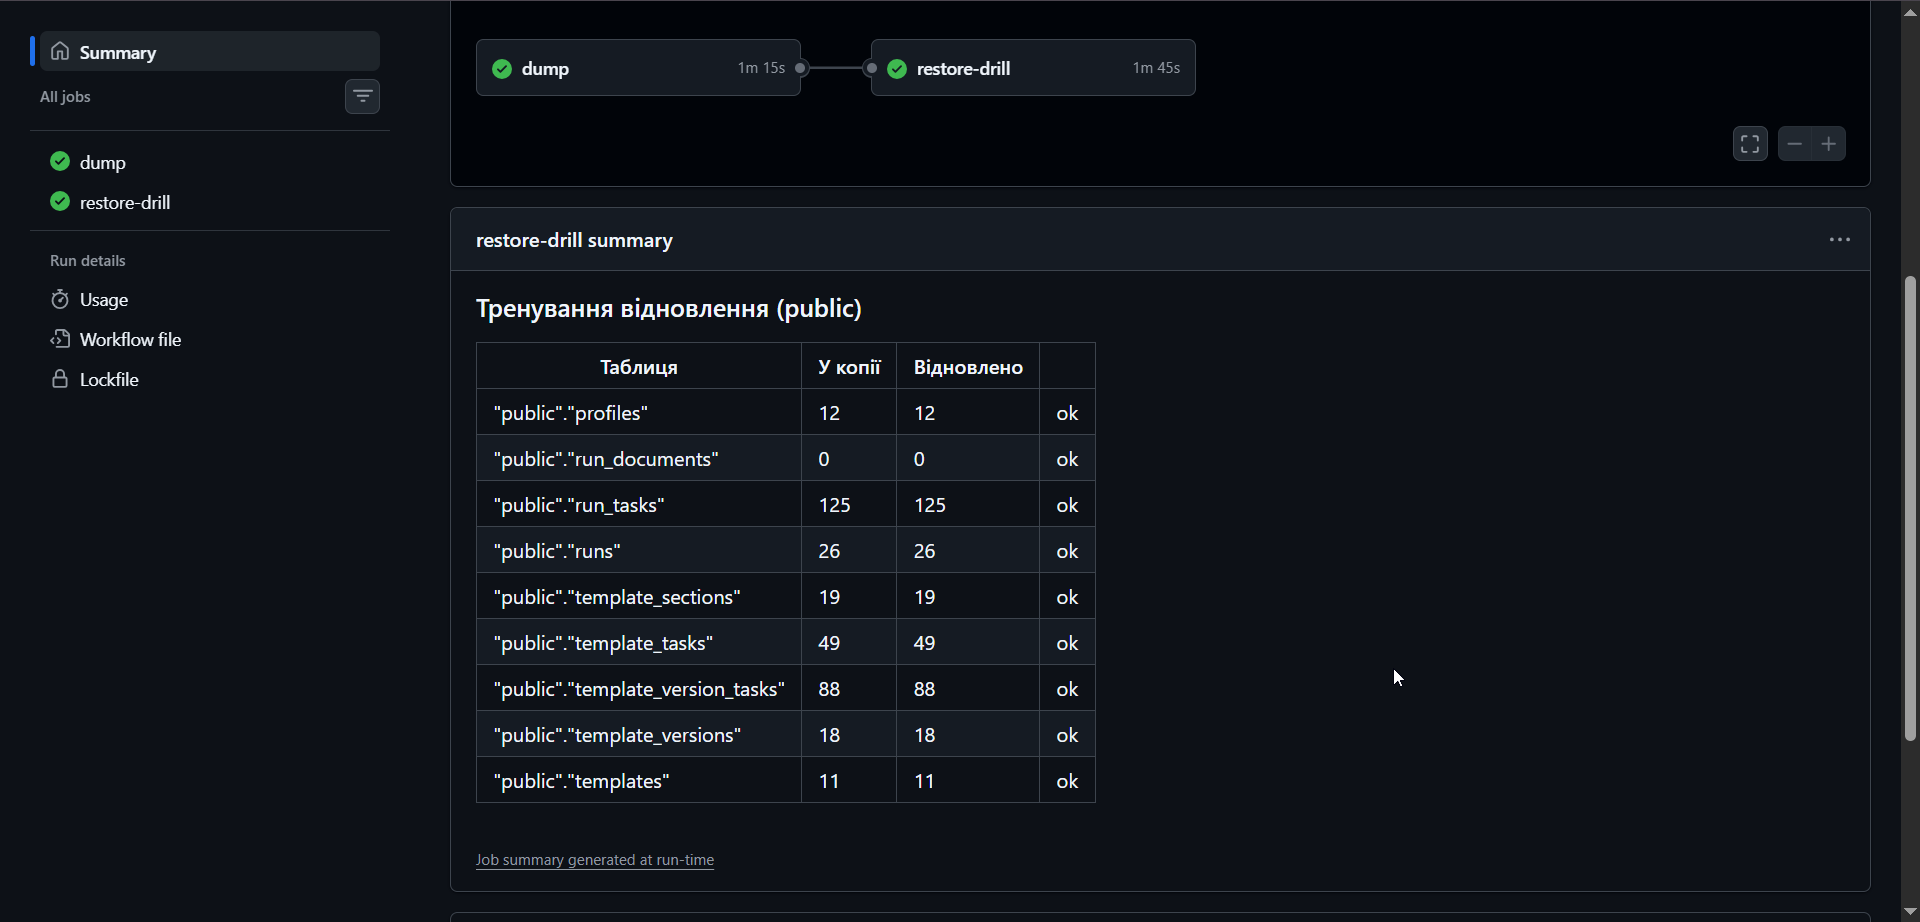 Summary
All jobs
dump
restore-drill
Run details
Usage
Workflow file
Lockfile
dump 1m 15s
restore-drill 1m 45s
restore-drill summary
Тренування відновлення (public)
Таблиця У копії Відновлено
"public"."profiles" 12 12 ok
"public"."run_documents" 0 0 ok
"public"."run_tasks" 125 125 ok
"public"."runs" 26 26 ok
"public"."template_sections" 19 19 ok
"public"."template_tasks" 49 49 ok
"public"."template_version_tasks" 88 88 ok
"public"."template_versions" 18 18 ok
"public"."templates" 11 11 ok
Job summary generated at run-time